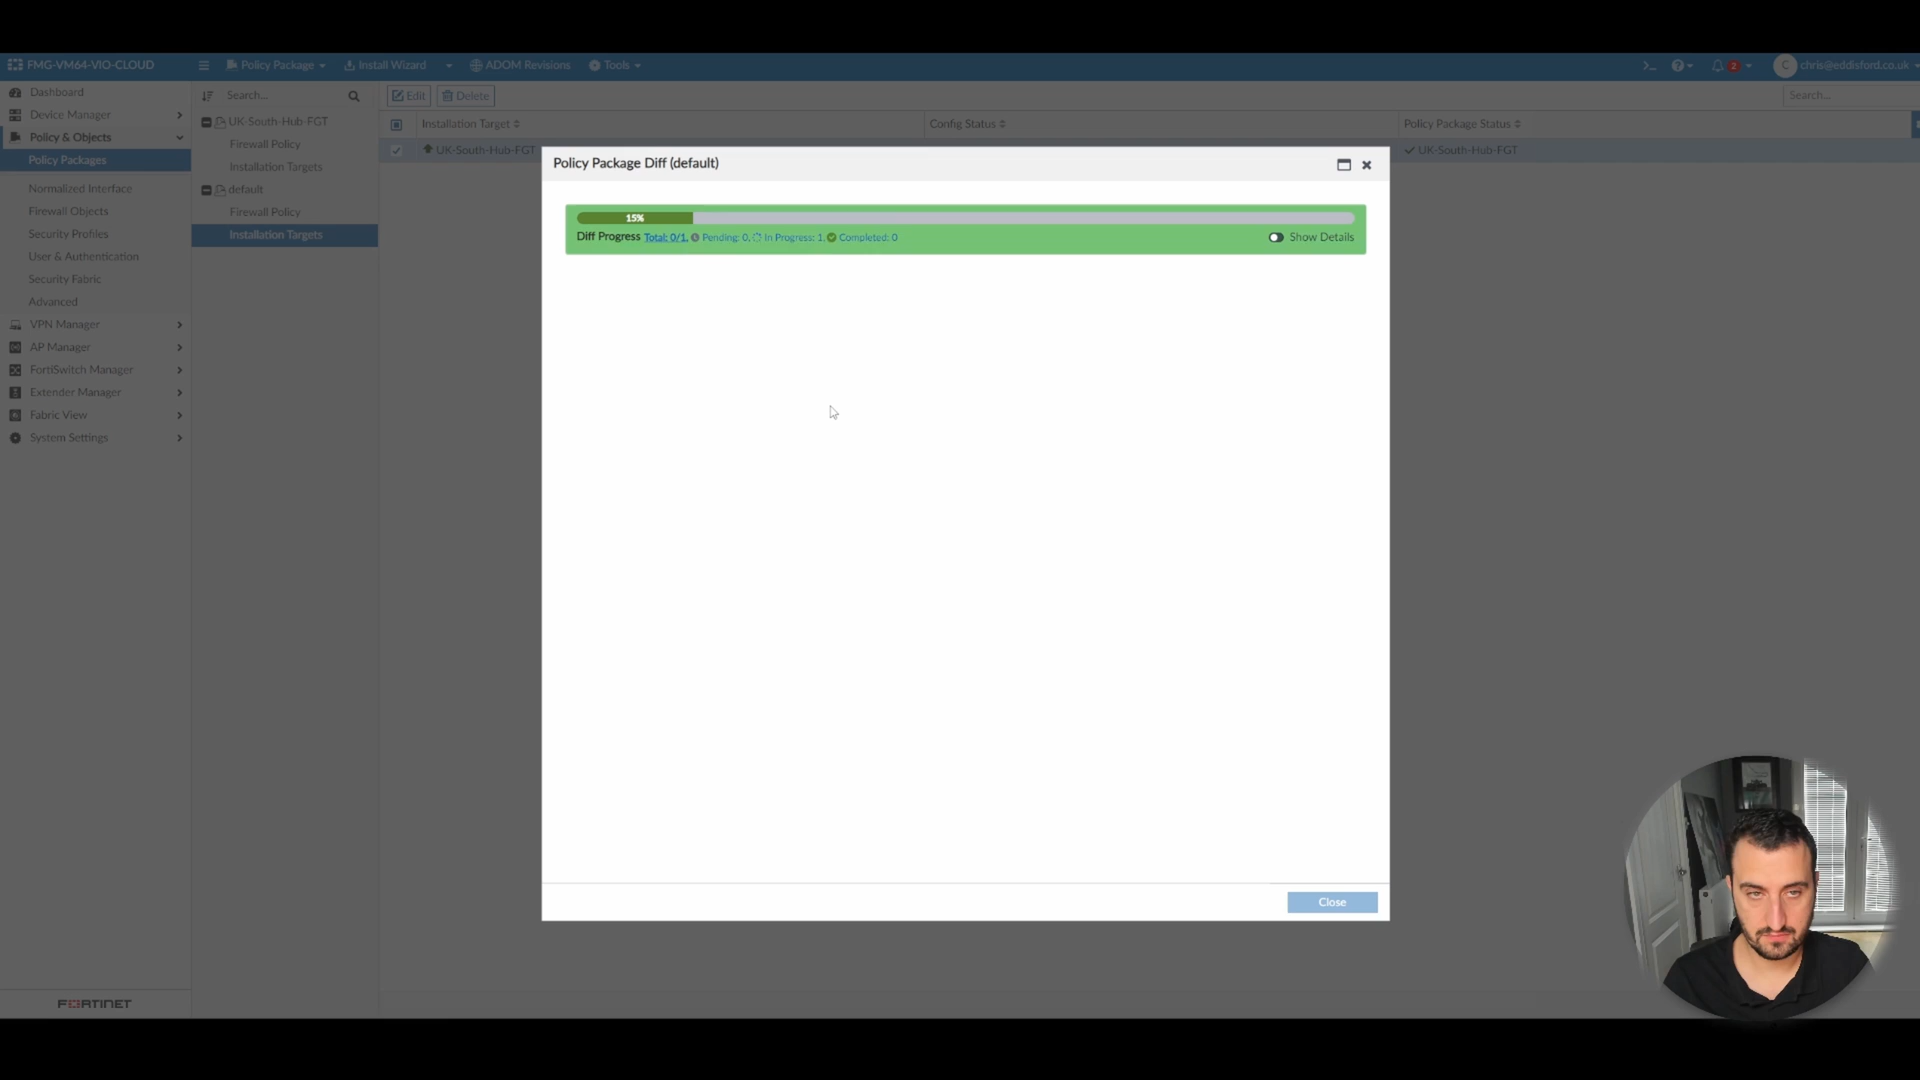 FMG-VM64-VIO-CLOUD
Policy Package
Install Wizard
ADOM Revisions
Tools
2
C
chris@eddisford.co.uk
Dashboard
Device Manager
Policy & Objects
Policy Packages
Normalized Interface
Firewall Objects
Security Profiles
User & Authentication
Security Fabric
Advanced
VPN Manager
AP Manager
FortiSwitch Manager
Extender Manager
Fabric View
System Settings
FORTINET
Search...
UK-South-Hub-FGT
Firewall Policy
Installation Targets
default
Firewall Policy
Installation Targets
Edit
Delete
Search...
Installation Target
Config Status
Policy Package Status
UK-South-Hub-FGT
UK-South-Hub-FGT
Policy Package Diff (default)
15%
Diff Progress Total: 0/1, Pending: 0, In Progress: 1, Completed: 0
Show Details
Close